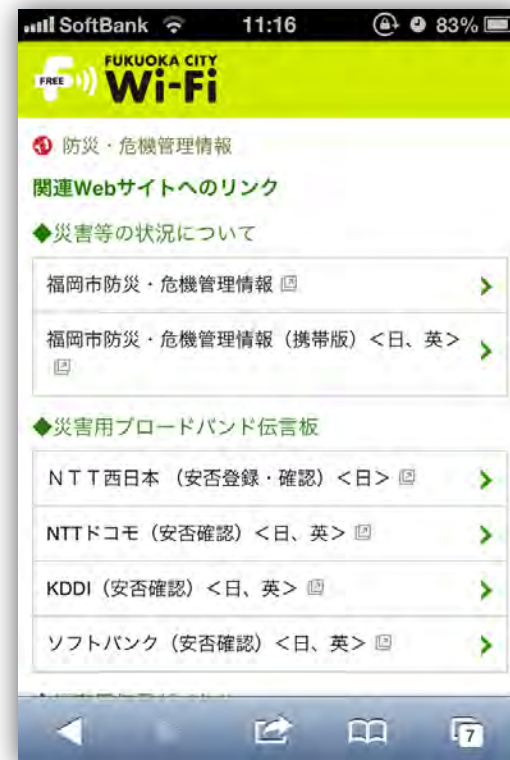 SoftBank 11:16 83%
FREE
FUKUOKA CITY
Wi-Fi
防災・危機管理情報
関連Webサイトへのリンク
◆災害等の状況について
福岡市防災・危機管理情報
福岡市防災・危機管理情報（携帯版）＜日、英＞
◆災害用ブロードバンド伝言板
ＮＴＴ西日本 （安否登録・確認）＜日＞
NTTドコモ（安否確認）＜日、英＞
KDDI（安否確認）＜日、英＞
ソフトバンク（安否確認）＜日、英＞
7